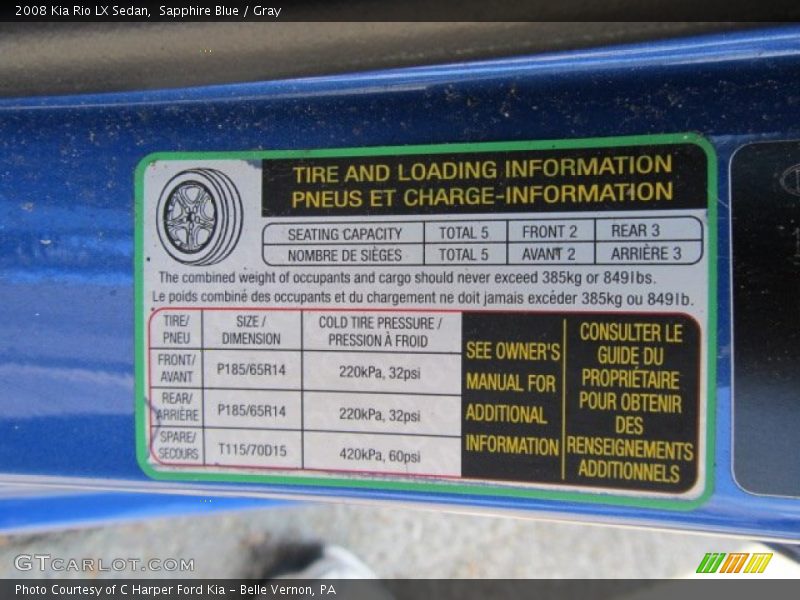 2008 Kia Rio LX Sedan,  Sapphire Blue / Gray
TIRE AND LOADING INFORMATION
PNEUS ET CHARGE-INFORMATION
SEATING CAPACITY TOTAL 5 FRONT 2 REAR 3
NOMBRE DE SIÈGES TOTAL 5 AVANT 2 ARRIÈRE 3
The combined weight of occupants and cargo should never exceed 385kg or 849lbs.
Le poids combiné des occupants et du chargement ne doit jamais excéder 385kg ou 849lb.
TIRE/
PNEU
SIZE /
DIMENSION
COLD TIRE PRESSURE /
PRESSION À FROID
FRONT/
AVANT
P185/65R14
220kPa, 32psi
REAR/
ARRIÈRE
P185/65R14
220kPa, 32psi
SPARE/
SECOURS
T115/70D15
420kPa, 60psi
SEE OWNER'S
MANUAL FOR
ADDITIONAL
INFORMATION
CONSULTER LE
GUIDE DU
PROPRIÉTAIRE
POUR OBTENIR
DES
RENSEIGNEMENTS
ADDITIONNELS
GTCARLOT.COM
Photo Courtesy of C Harper Ford Kia - Belle Vernon, PA